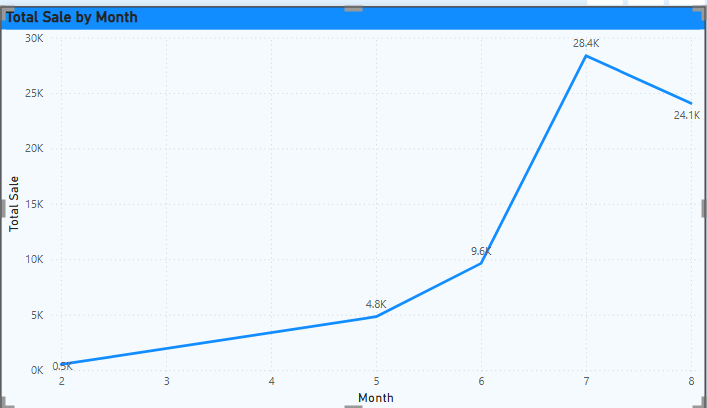 Total Sale by Month
30K
28.4K
25K
24.1K
20K
15K
Total Sale
10K
9.6K
5K
4.8K
0K
0.5K
2 3 4 5 6 7 8
Month